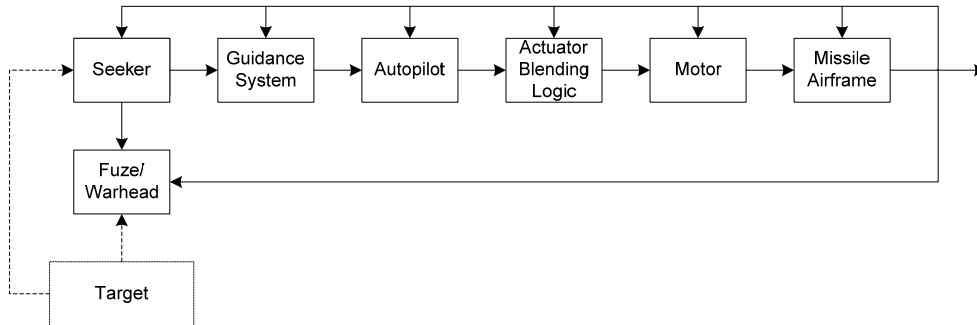 Seeker
Guidance
System
Autopilot
Actuator
Blending
Logic
Motor
Missile
Airframe
Fuze/
Warhead
Target